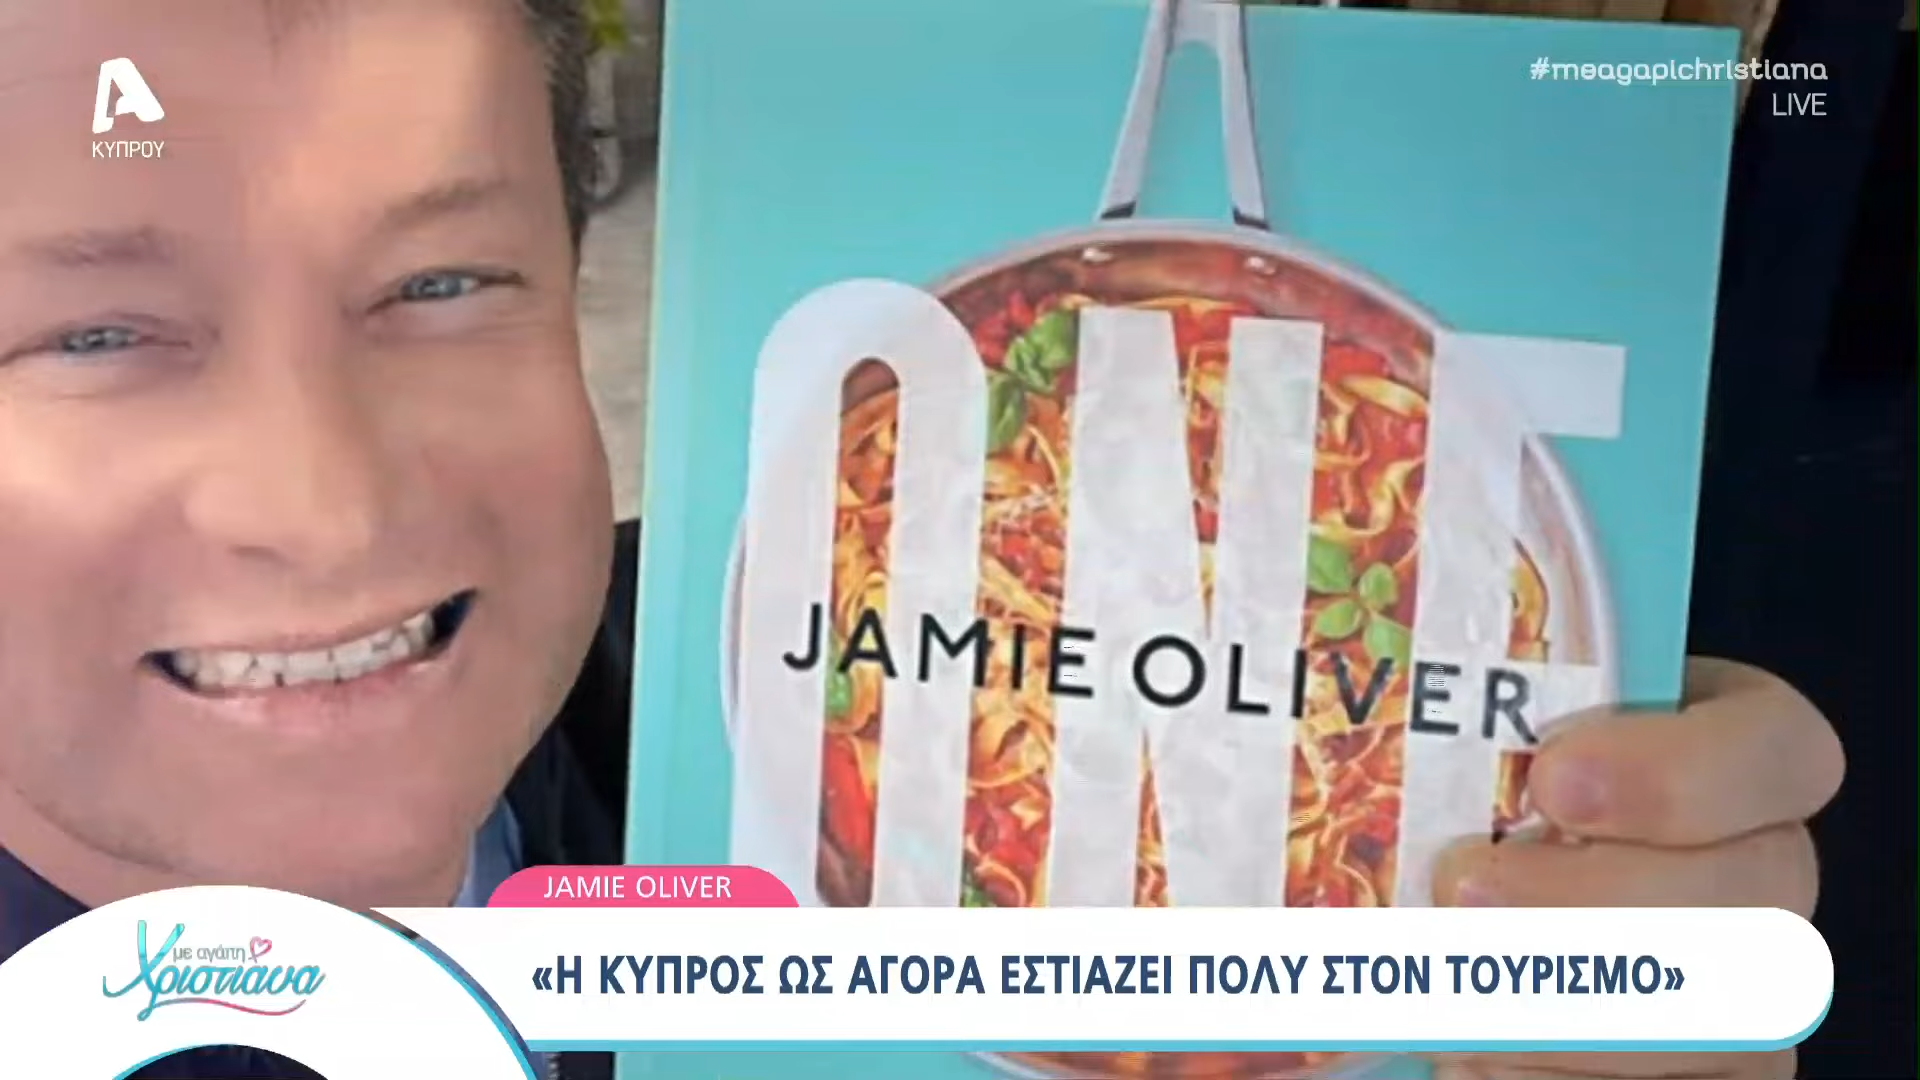 ΚΥΠΡΟΥ
#meagapichristiana
LIVE
ONE
JAMIE OLIVER
JAMIE OLIVER
με αγάπη
Χριστιάνα
«Η ΚΥΠΡΟΣ ΩΣ ΑΓΟΡΑ ΕΣΤΙΑΖΕΙ ΠΟΛΥ ΣΤΟΝ ΤΟΥΡΙΣΜΟ»